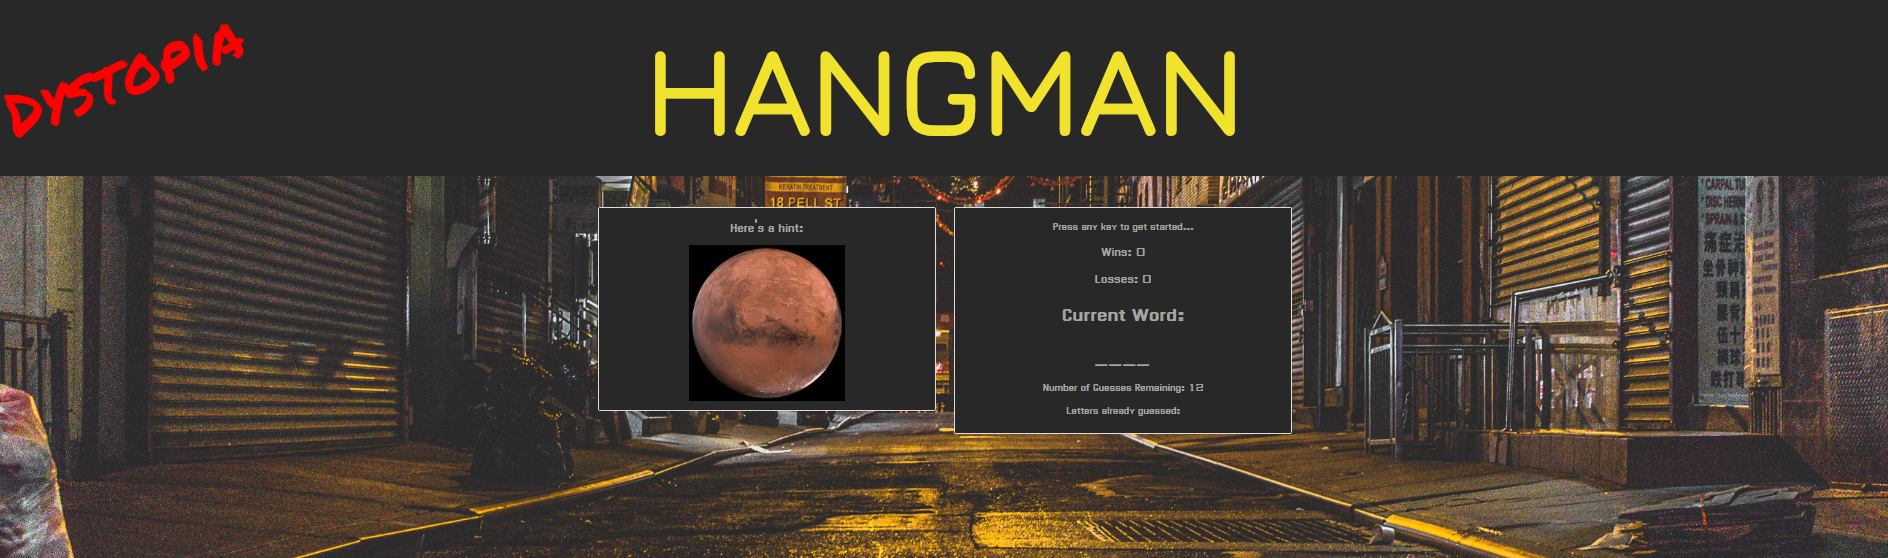 DYSTOPIA
HANGMAN
KERATIN TREATMENT
18 PELL ST
Here's a hint:
Press any key to get started...
Wins: 0
Losses: 0
Current Word:
____
Number of Guesses Remaining: 12
Letters already guessed:
* CARPAL TU
* DISC HERN
* SPRAIN & S